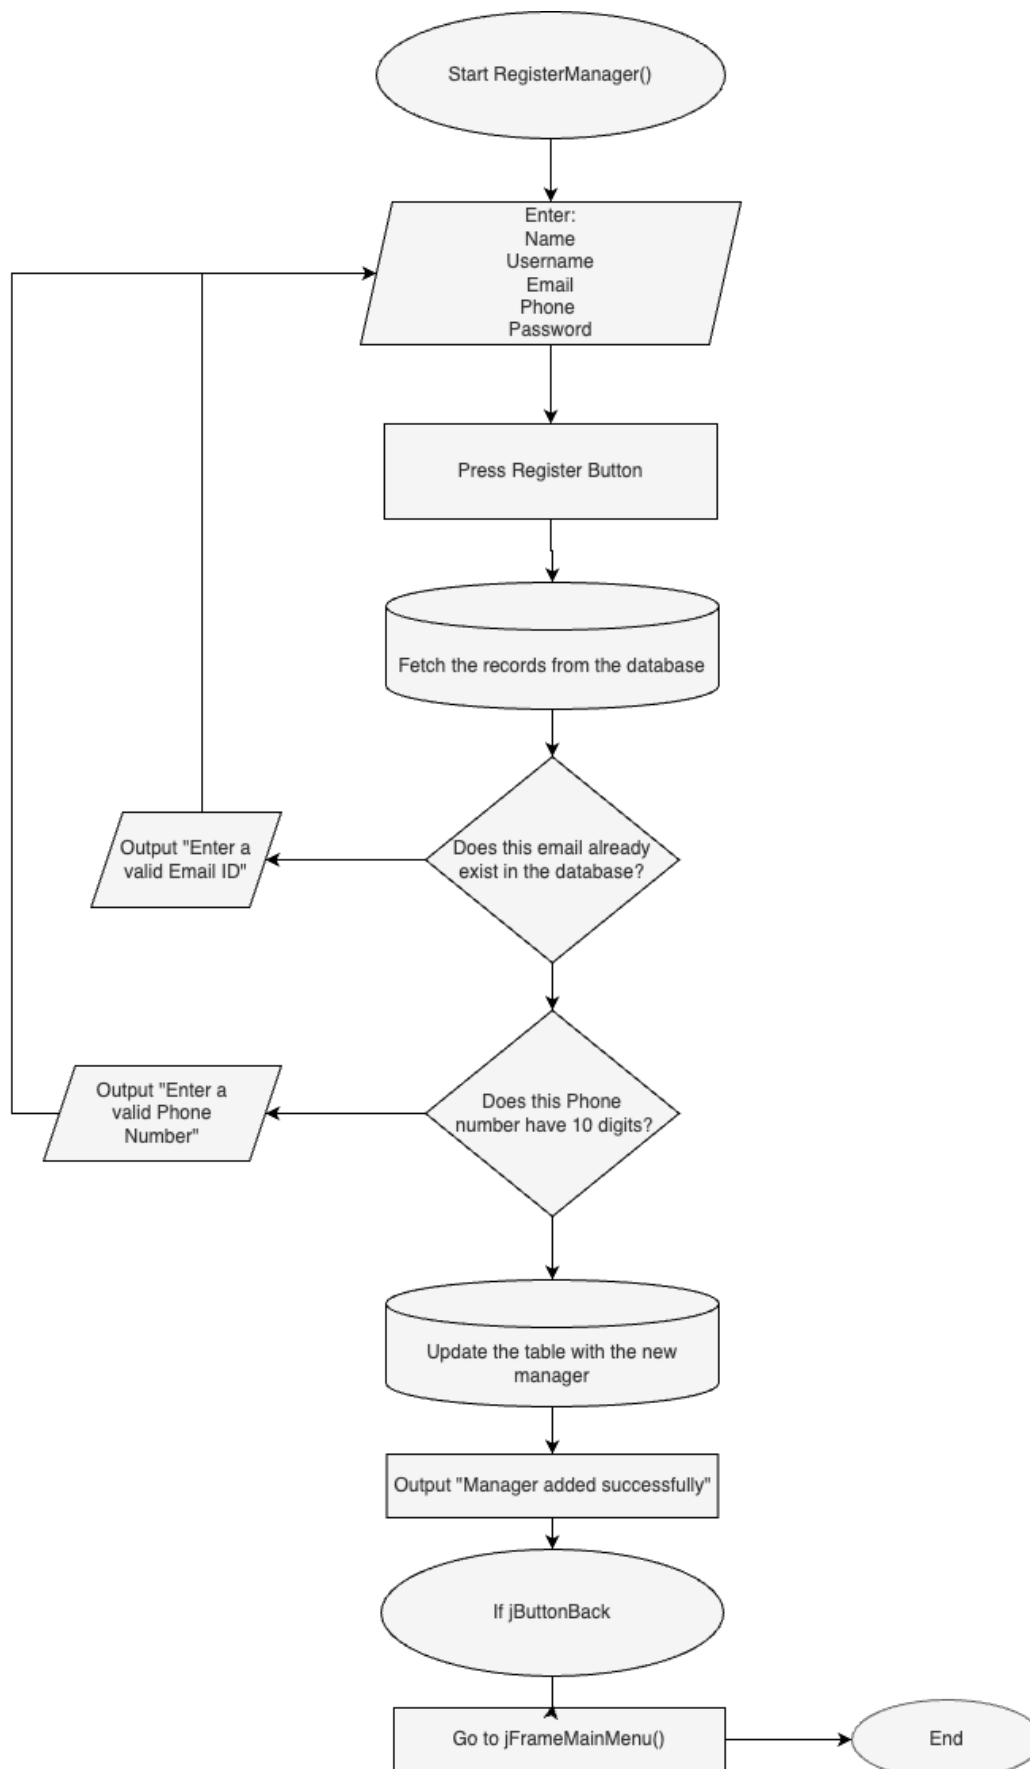 Start RegisterManager()
Enter:
Name
Username
Email
Phone
Password
Press Register Button
Fetch the records from the database
Does this email already
exist in the database?
Output "Enter a
valid Email ID"
Does this Phone
number have 10 digits?
Output "Enter a
valid Phone
Number"
Update the table with the new
manager
Output "Manager added successfully"
If jButtonBack
Go to jFrameMainMenu()
End